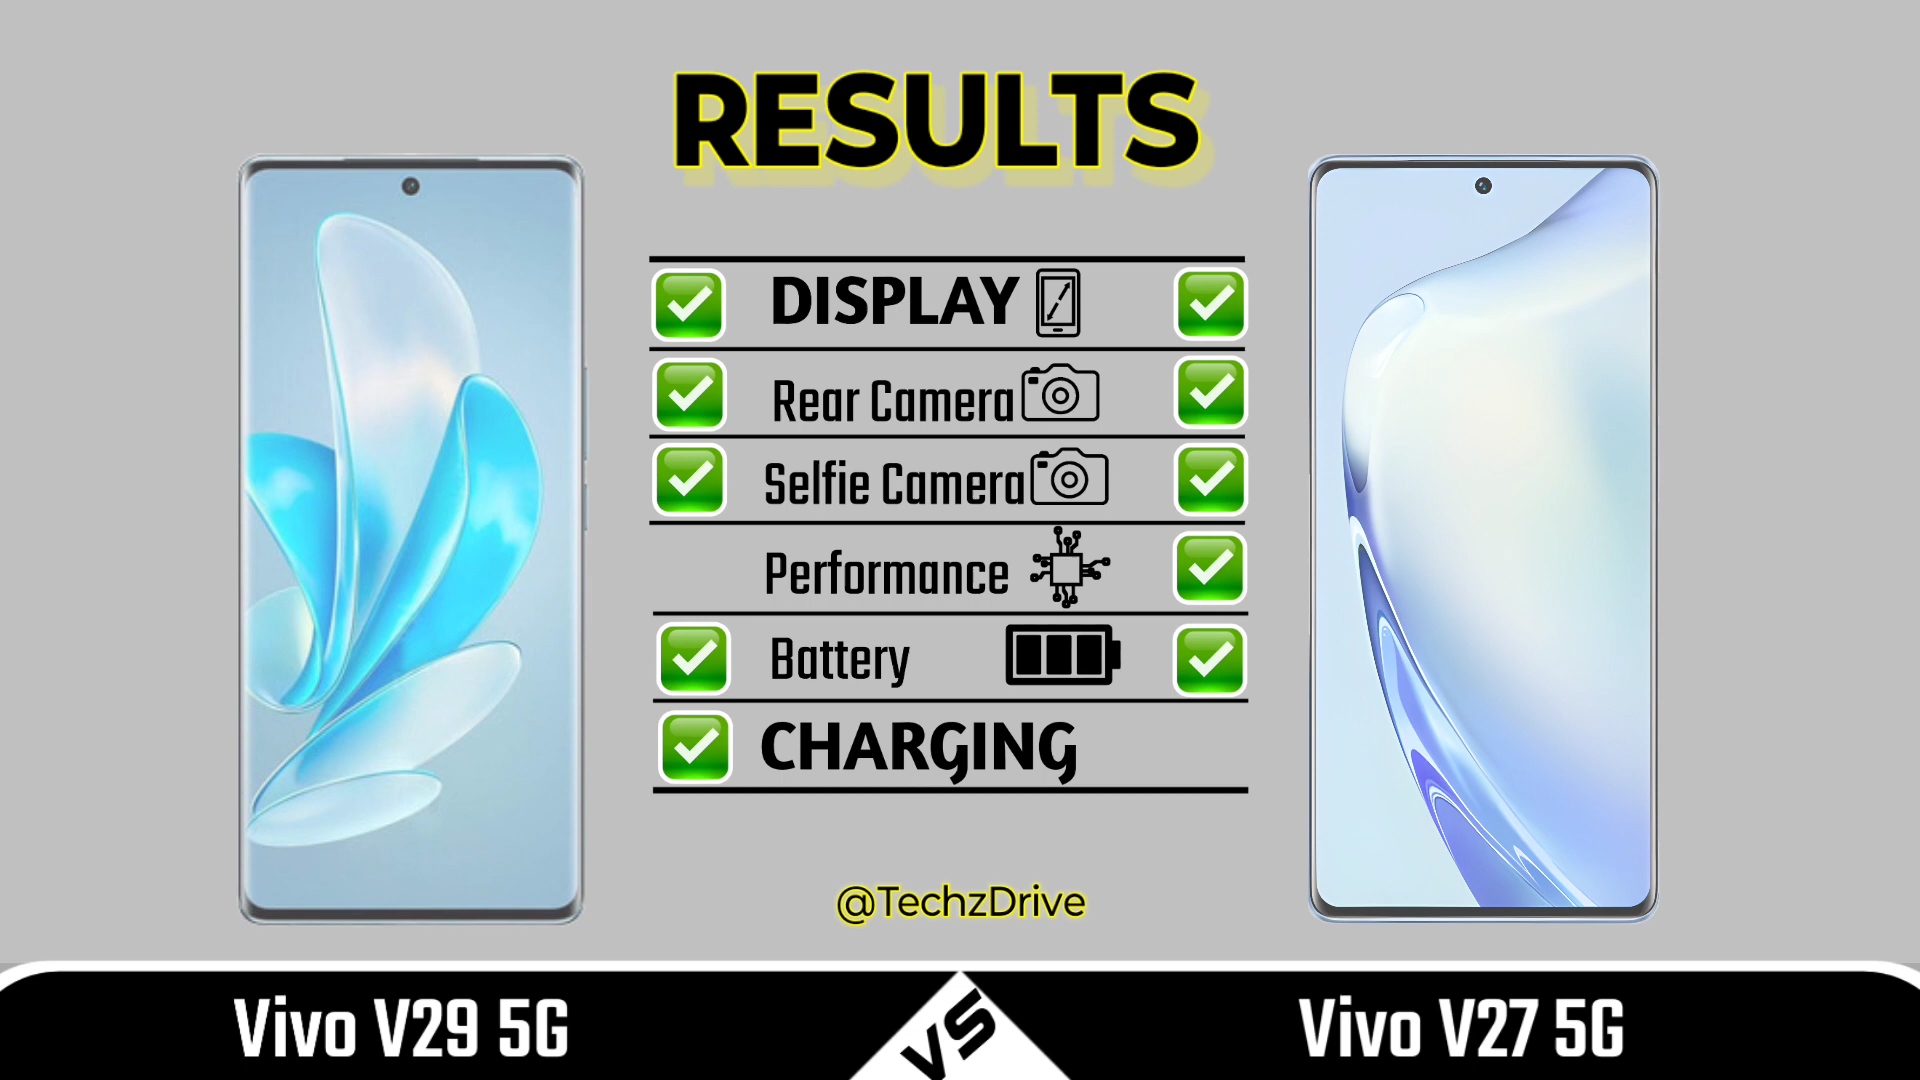 RESULTS
DISPLAY
Rear Camera
Selfie Camera
Performance
Battery
CHARGING
@TechzDrive
Vivo V29 5G
VS
Vivo V27 5G